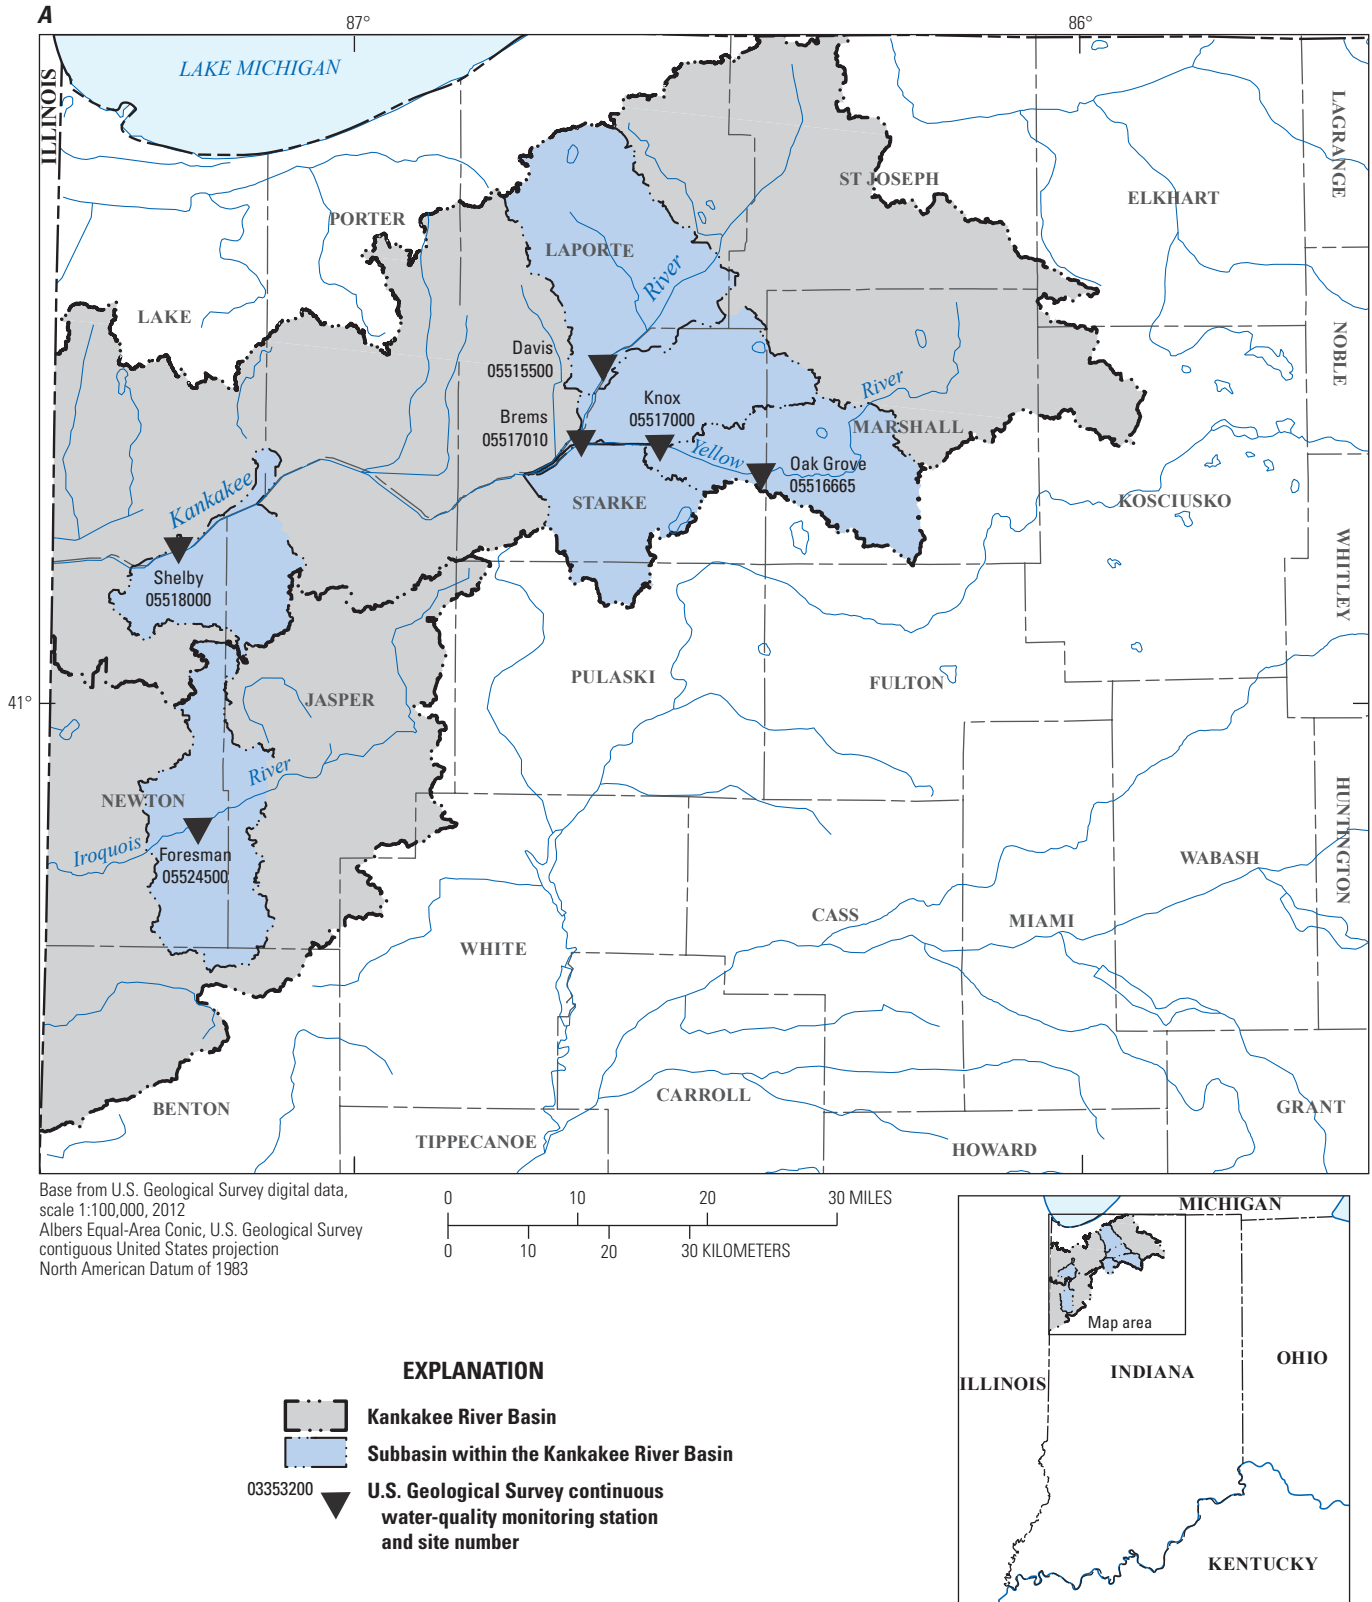 A
87°
86°
LAKE MICHIGAN
ILLINOIS
LAGRANGE
ST JOSEPH
ELKHART
PORTER
LAPORTE
River
LAKE
NOBLE
Davis
05515500
River
Knox
05517000
Brems
05517010
MARSHALL
Yellow
Oak Grove
05516665
Kankakee
STARKE
KOSCIUSKO
Shelby
05518000
WHITLEY
PULASKI
FULTON
JASPER
41°
River
NEWTON
HUNTINGTON
Iroquois
Foresman
05524500
WABASH
CASS
MIAMI
WHITE
CARROLL
BENTON
GRANT
TIPPECANOE
HOWARD
Base from U.S. Geological Survey digital data,
scale 1:100,000, 2012
Albers Equal-Area Conic, U.S. Geological Survey
contiguous United States projection
North American Datum of 1983
0 10 20 30 MILES
0 10 20 30 KILOMETERS
MICHIGAN
Map area
OHIO
INDIANA
ILLINOIS
KENTUCKY
EXPLANATION
Kankakee River Basin
Subbasin within the Kankakee River Basin
03353200
U.S. Geological Survey continuous
water-quality monitoring station
and site number